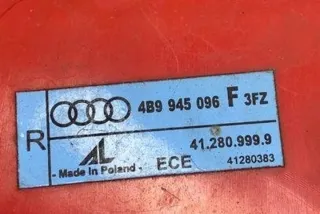 4B9 945 096 F 3FZ
R
41.280.999.9
AL
- Made In Poland - ECE 41280383